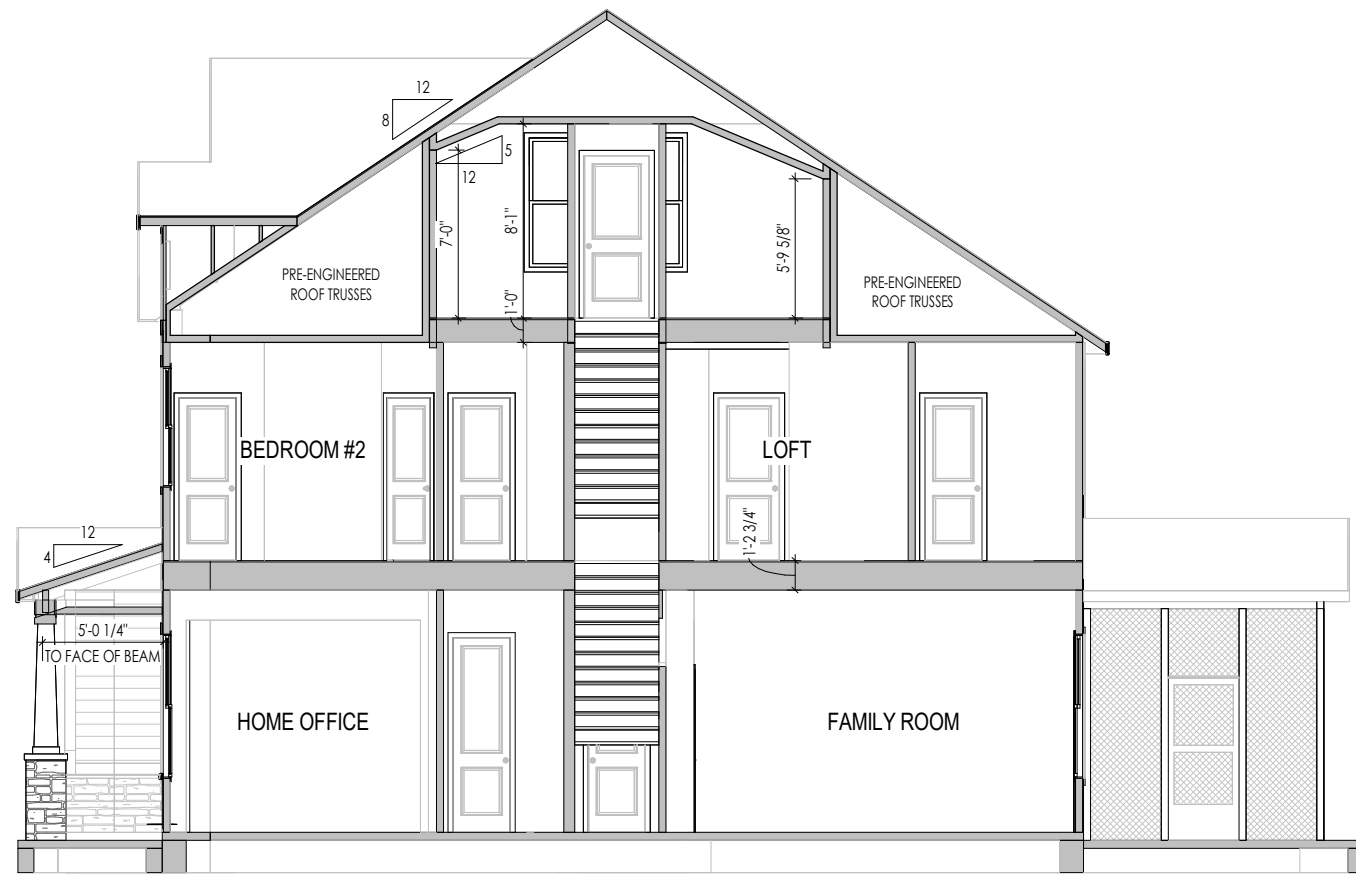 12
8
5
12
7'-0"
8'-1"
5'-9 5/8"
1'-0"
PRE-ENGINEERED
ROOF TRUSSES
PRE-ENGINEERED
ROOF TRUSSES
BEDROOM #2
LOFT
1'-2 3/4"
12
4
5'-0 1/4"
TO FACE OF BEAM
HOME OFFICE
FAMILY ROOM